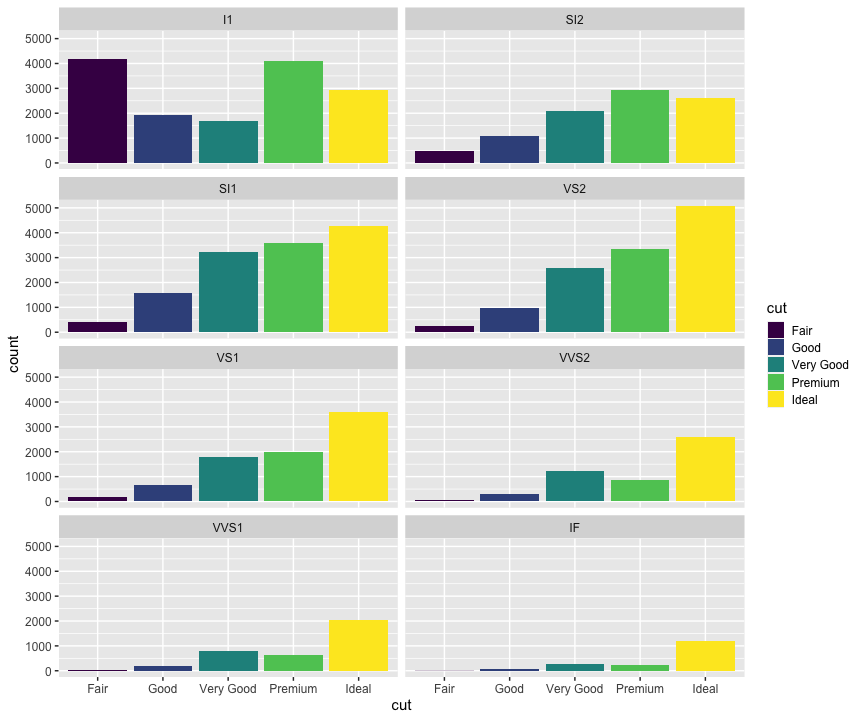 I1
SI2
5000
4000
3000
2000
1000
0
SI1
VS2
5000
4000
3000
2000
1000
0
count
VS1
VVS2
5000
4000
3000
2000
1000
0
VVS1
IF
5000
4000
3000
2000
1000
0
Fair Good Very Good Premium Ideal
Fair Good Very Good Premium Ideal
cut
cut
Fair
Good
Very Good
Premium
Ideal